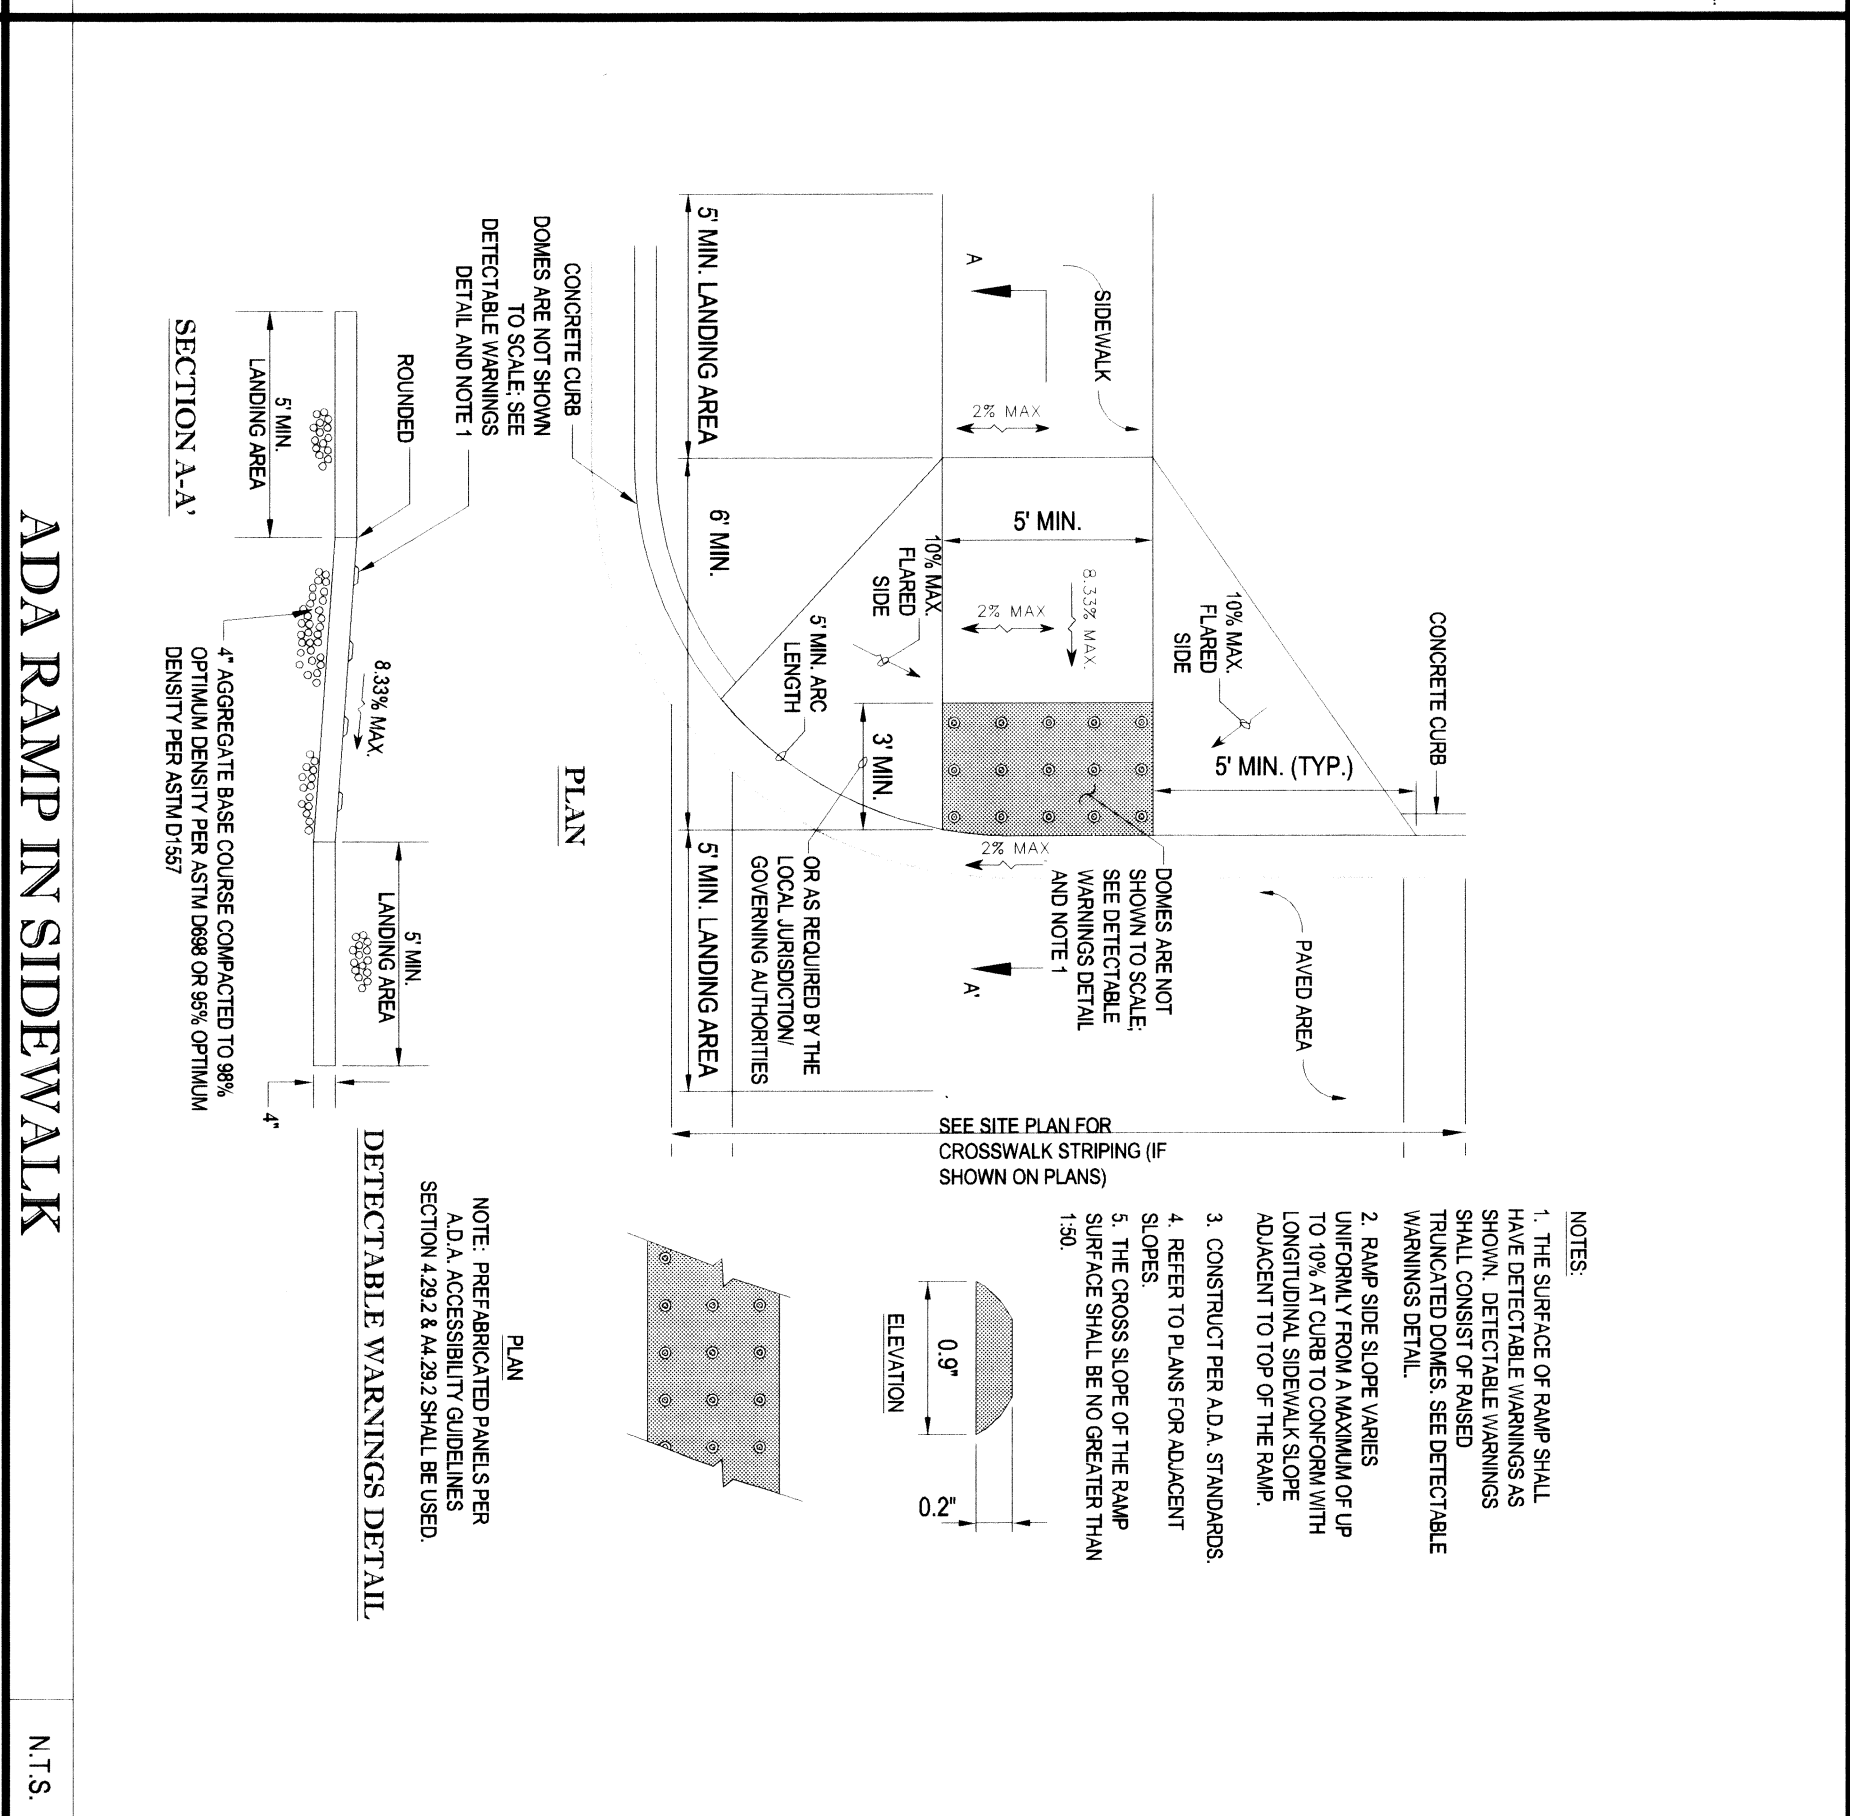 NOTES:
1. THE SURFACE OF RAMP SHALL
HAVE DETECTABLE WARNINGS AS
SHOWN. DETECTABLE WARNINGS
SHALL CONSIST OF RAISED
TRUNCATED DOMES. SEE DETECTABLE
WARNINGS DETAIL.
2. RAMP SIDE SLOPE VARIES
UNIFORMLY FROM A MAXIMUM OF UP
TO 10% AT CURB TO CONFORM WITH
LONGITUDINAL SIDEWALK SLOPE
ADJACENT TO TOP OF THE RAMP.
3. CONSTRUCT PER A.D.A. STANDARDS.
4. REFER TO PLANS FOR ADJACENT
SLOPES.
5. THE CROSS SLOPE OF THE RAMP
SURFACE SHALL BE NO GREATER THAN
1:50.
CONCRETE CURB
10% MAX.
FLARED
SIDE
5' MIN. (TYP.)
PAVED AREA
SIDEWALK
A
2% MAX
5' MIN.
8.33% MAX.
2% MAX
DOMES ARE NOT
SHOWN TO SCALE;
SEE DETECTABLE
WARNINGS DETAIL
AND NOTE 1
2% MAX
A'
10% MAX.
FLARED
SIDE
3' MIN.
5' MIN. ARC
LENGTH
OR AS REQUIRED BY THE
LOCAL JURISDICTION/
GOVERNING AUTHORITIES
5' MIN. LANDING AREA
6' MIN.
5' MIN. LANDING AREA
SEE SITE PLAN FOR
CROSSWALK STRIPING (IF
SHOWN ON PLANS)
CONCRETE CURB
PLAN
DOMES ARE NOT SHOWN
TO SCALE; SEE
DETECTABLE WARNINGS
DETAIL AND NOTE 1
ROUNDED
8.33% MAX.
5' MIN.
LANDING AREA
5' MIN.
LANDING AREA
4"
4" AGGREGATE BASE COURSE COMPACTED TO 98%
OPTIMUM DENSITY PER ASTM D698 OR 95% OPTIMUM
DENSITY PER ASTM D1557
SECTION A-A'
0.2"
0.9"
ELEVATION
PLAN
NOTE: PREFABRICATED PANELS PER
A.D.A. ACCESSIBILITY GUIDELINES
SECTION 4.29.2 & A4.29.2 SHALL BE USED.
DETECTABLE WARNINGS DETAIL
ADA RAMP IN SIDEWALK
N.T.S.